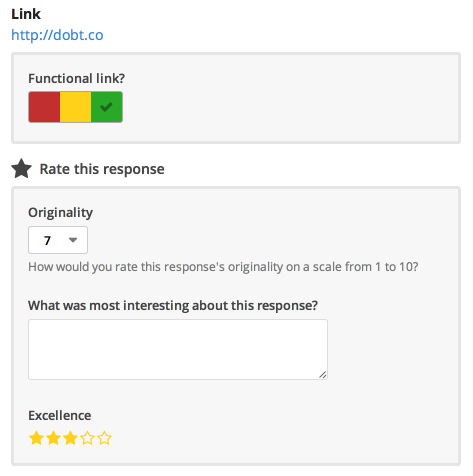 Link
http://dobt.co
Functional link?
Rate this response
Originality
7
How would you rate this response's originality on a scale from 1 to 10?
What was most interesting about this response?
Excellence